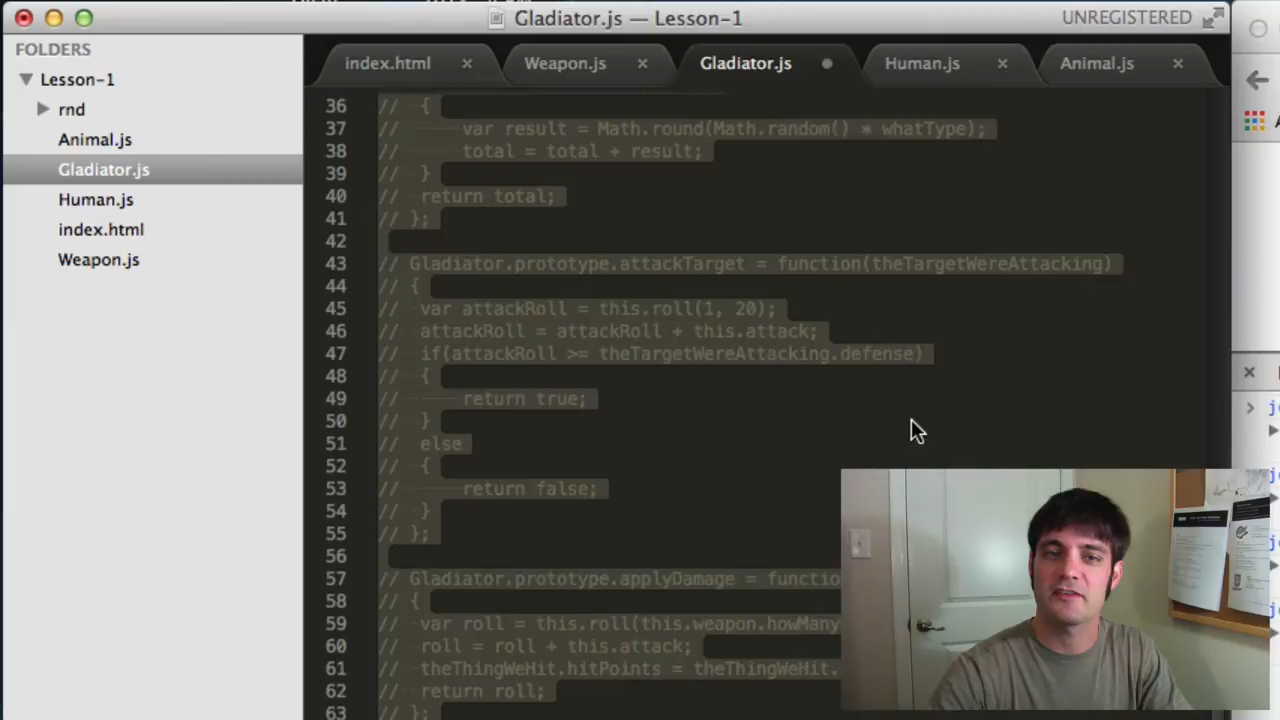 Gladiator.js — Lesson-1
UNREGISTERED
FOLDERS
Lesson-1
rnd
Animal.js
Gladiator.js
Human.js
index.html
Weapon.js
index.html
Weapon.js
Gladiator.js
Human.js
Animal.js
36 // {
37 // var result = Math.round(Math.random() * whatType);
38 // total = total + result;
39 // }
40 // return total;
41 // };
42
43 // Gladiator.prototype.attackTarget = function(theTargetWereAttacking)
44 // {
45 // var attackRoll = this.roll(1, 20);
46 // attackRoll = attackRoll + this.attack;
47 // if(attackRoll >= theTargetWereAttacking.defense)
48 // {
49 // return true;
50 // }
51 // else
52 // {
53 // return false;
54 // }
55 // };
56
57 // Gladiator.prototype.applyDamage = functio
58 // {
59 // var roll = this.roll(this.weapon.howMany
60 // roll = roll + this.attack;
61 // theThingWeHit.hitPoints = theThingWeHit.
62 // return roll;
63 // };